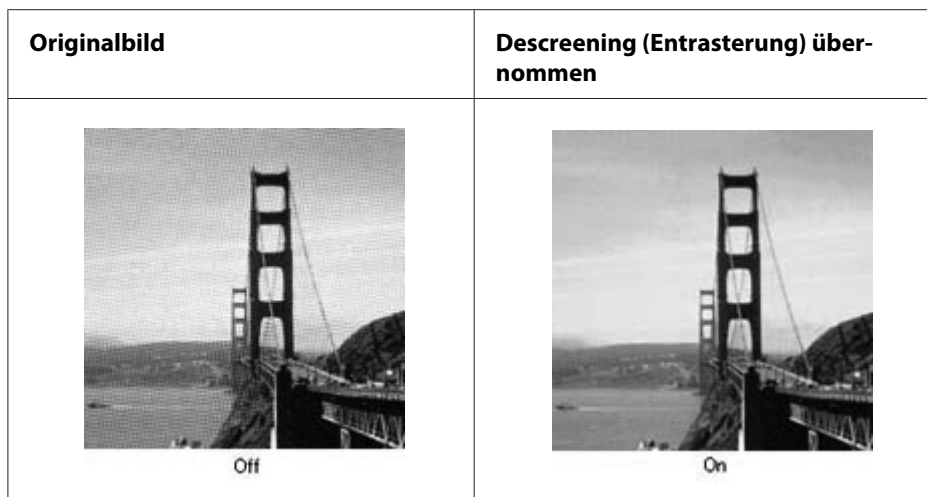 Originalbild
Descreening (Entrasterung) über-
nommen
Off
On